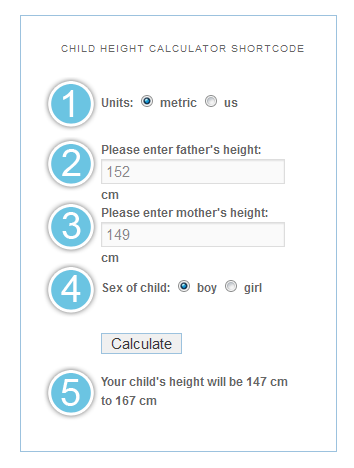 CHILD HEIGHT CALCULATOR SHORTCODE
1 Units: metric us
2 Please enter father's height:
152
cm
3 Please enter mother's height:
149
cm
4 Sex of child: boy girl
Calculate
5 Your child's height will be 147 cm
to 167 cm